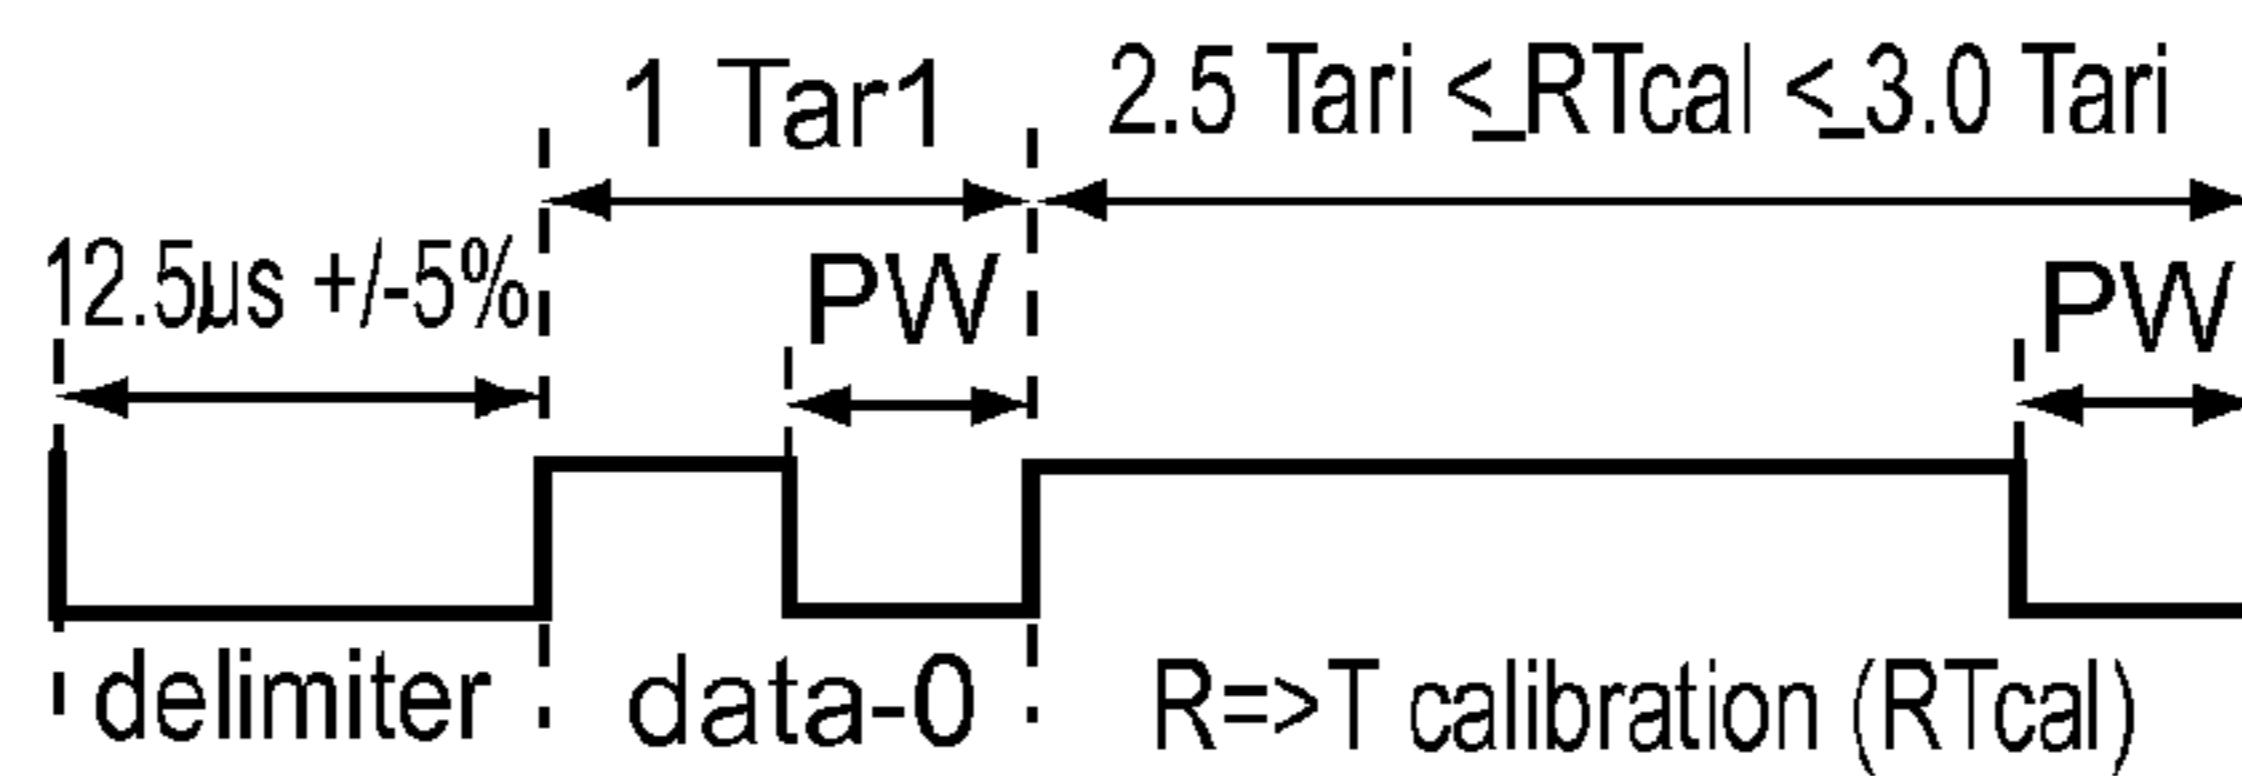 1 Tar1
2.5 Tari ≤ RTcal ≤ 3.0 Tari
12.5µs +/-5%
PW
PW
delimiter
data-0
R=>T calibration (RTcal)